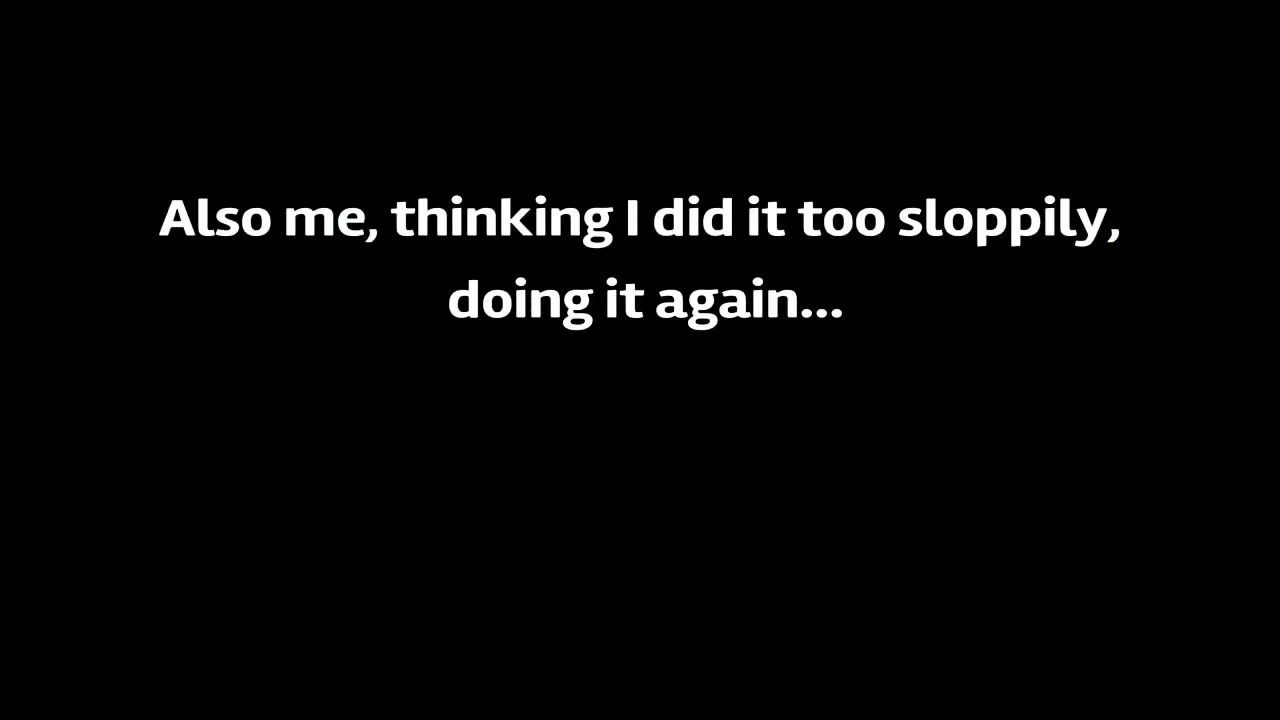 Also me, thinking I did it too sloppily,
doing it again...